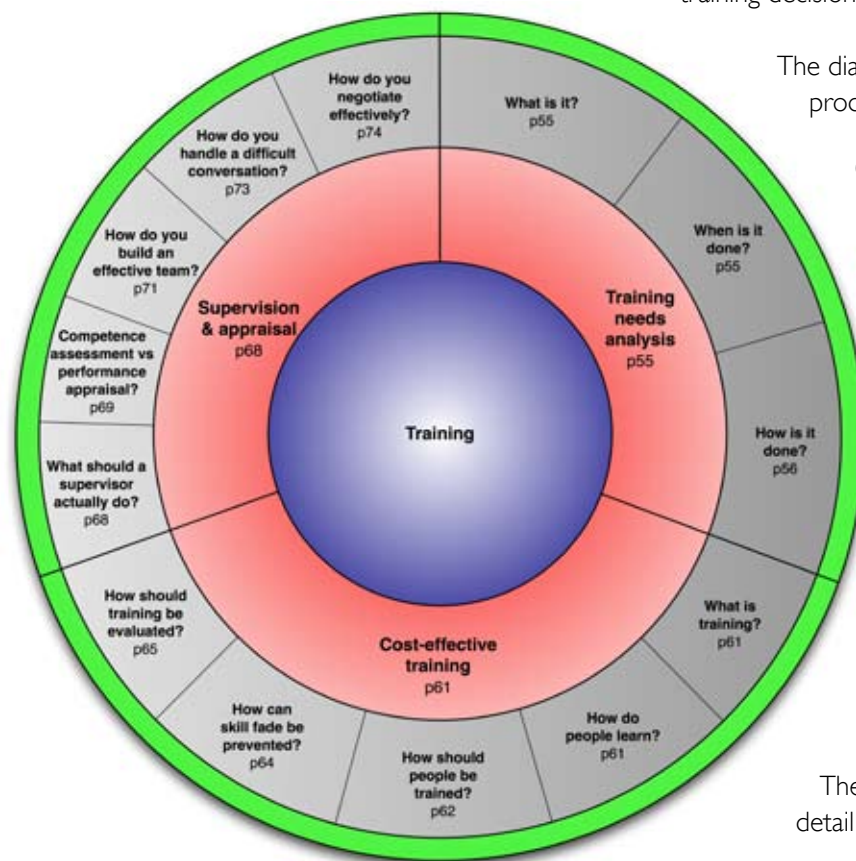 training decision
The dia
proc
How do you
negotiate
effectively?
p74
What is it?
p55
How do you
handle a difficult
conversation?
p73
When is it
done?
p55
How do you
build an
effective team?
p71
Supervision
& appraisal
p68
Training
needs
analysis
p55
Competence
assessment vs
performance
appraisal?
p69
Training
How is it
done?
p56
What should a
supervisor
actually do?
p68
How should
training be
evaluated?
p65
What is
training?
p61
Cost-effective
training
p61
How can
skill fade be
prevented?
p64
How do
people learn?
p61
How should
people be
trained?
p62
The
detail